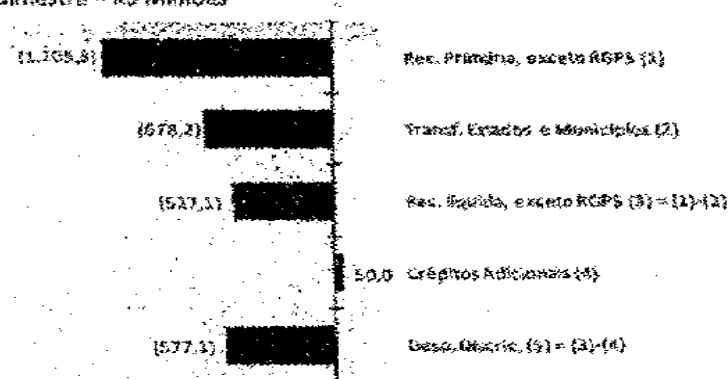 R$ Milhões
(1.205,3) Rec. Primária, exceto RGPS (1)
(678,2) Transf. Estados e Municípios (2)
(527,1) Rec. líquida, exceto RGPS (3) = (1)-(2)
50,0 Créditos Adicionais (4)
(577,1) Desp. Discric. (5) = (3)-(4)